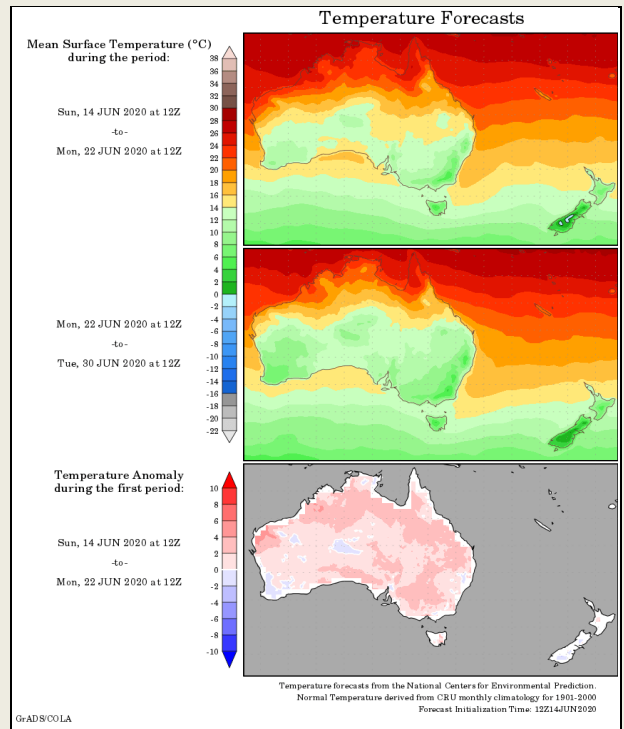 Temperature Forecasts
Mean Surface Temperature (°C)
during the period:
38
36
34
32
30
28
26
24
22
20
18
16
14
12
10
8
6
4
2
0
-2
-4
-6
-8
-10
-12
-14
-16
-18
-20
-22
Sun, 14 JUN 2020 at 12Z
-to-
Mon, 22 JUN 2020 at 12Z
Mon, 22 JUN 2020 at 12Z
-to-
Tue, 30 JUN 2020 at 12Z
Temperature Anomaly
during the first period:
10
8
6
4
2
0
-2
-4
-6
-8
-10
Sun, 14 JUN 2020 at 12Z
-to-
Mon, 22 JUN 2020 at 12Z
Temperature forecasts from the National Centers for Environmental Prediction.
Normal Temperature derived from CRU monthly climatology for 1901-2000
Forecast Initialization Time: 12Z14JUN2020
GrADS/COLA